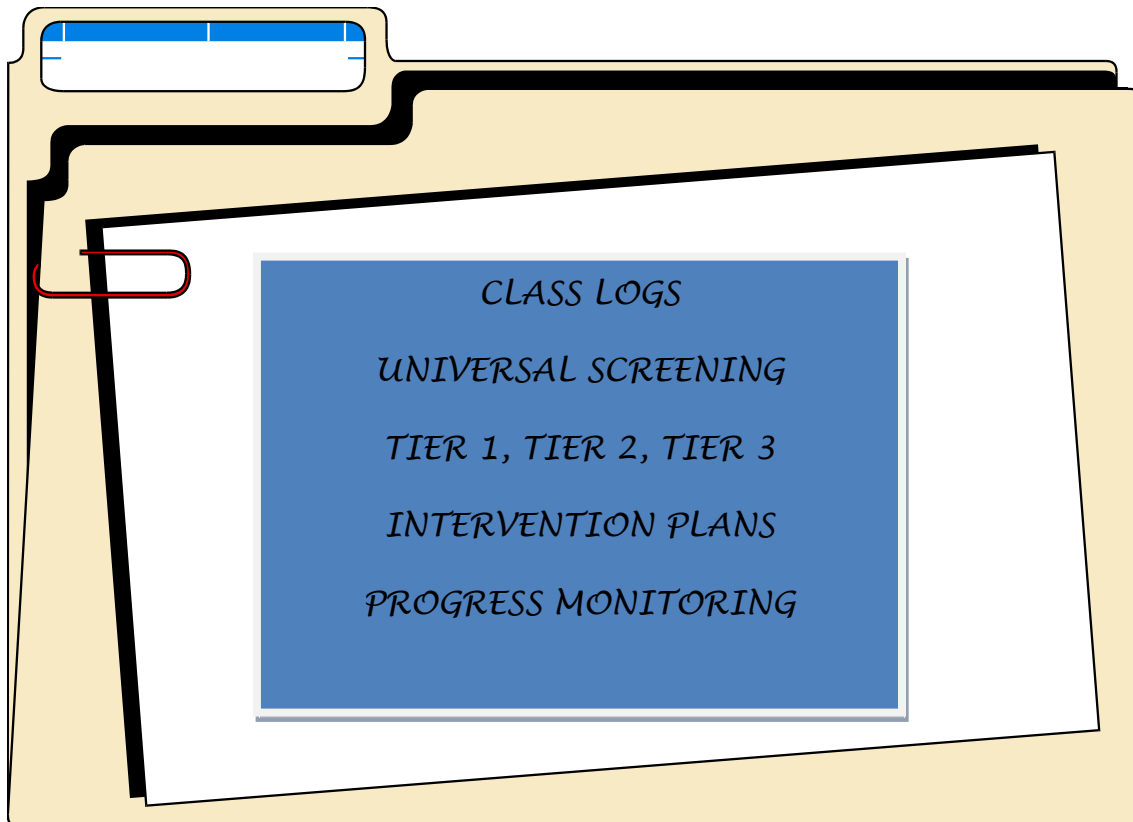 CLASS LOGS
UNIVERSAL SCREENING
TIER 1, TIER 2, TIER 3
INTERVENTION PLANS
PROGRESS MONITORING